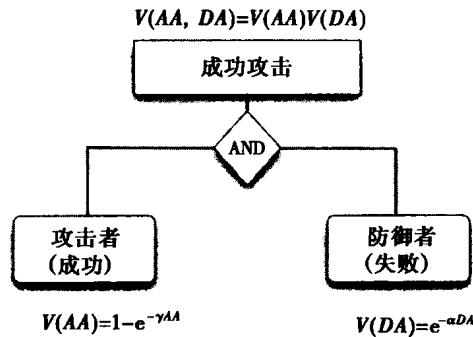 V(AA, DA)=V(AA)V(DA)
成功攻击
AND
攻击者
(成功)
防御者
(失败)
V(AA)=1-e^{-γAA}
V(DA)=e^{-αDA}